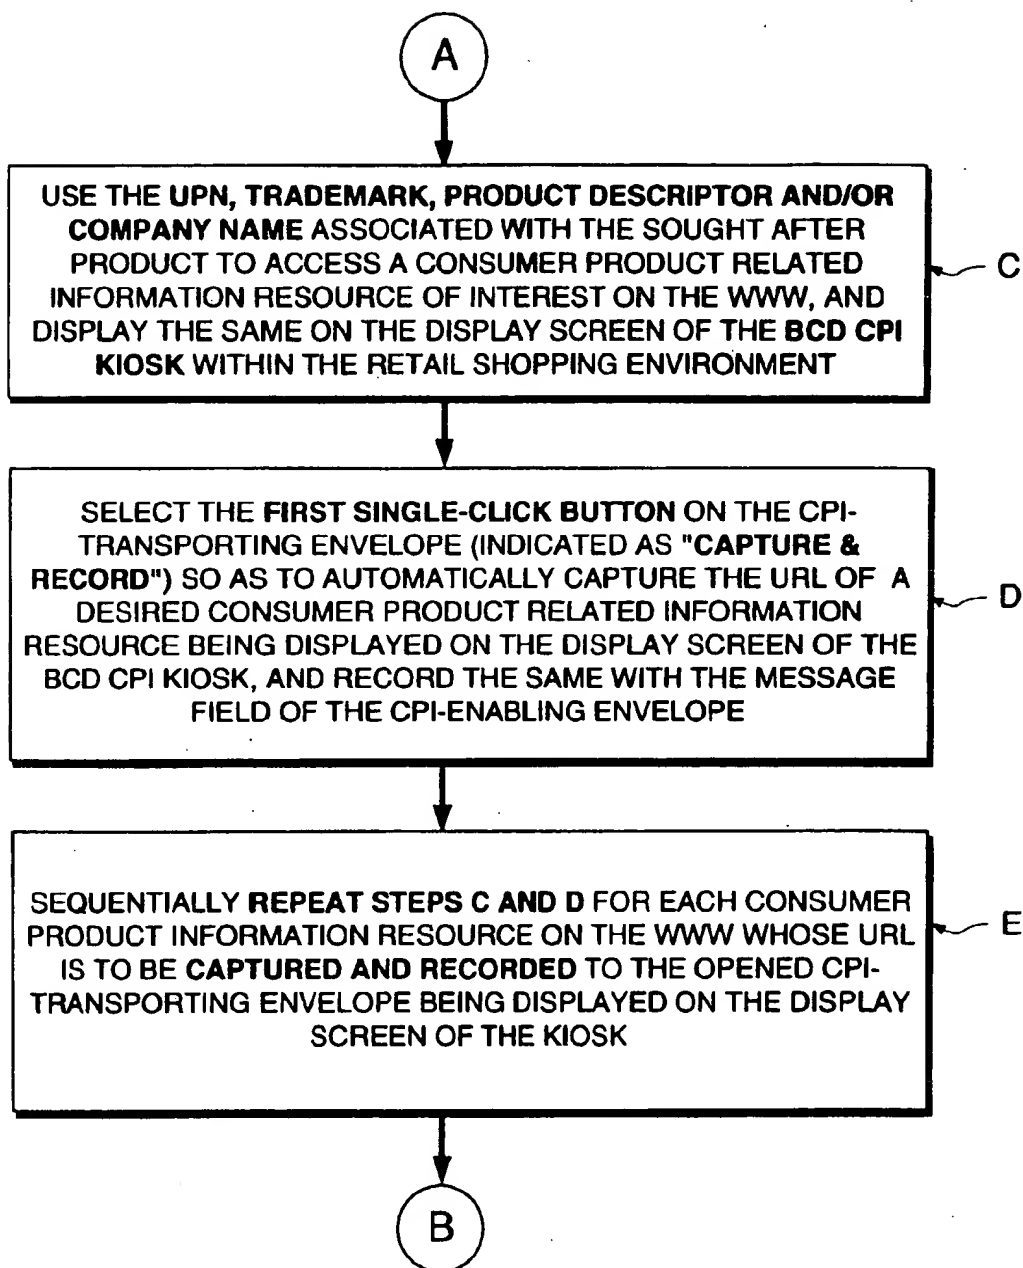 A
USE THE UPN, TRADEMARK, PRODUCT DESCRIPTOR AND/OR
COMPANY NAME ASSOCIATED WITH THE SOUGHT AFTER
PRODUCT TO ACCESS A CONSUMER PRODUCT RELATED
INFORMATION RESOURCE OF INTEREST ON THE WWW, AND
DISPLAY THE SAME ON THE DISPLAY SCREEN OF THE BCD CPI
KIOSK WITHIN THE RETAIL SHOPPING ENVIRONMENT
C
SELECT THE FIRST SINGLE-CLICK BUTTON ON THE CPI-
TRANSPORTING ENVELOPE (INDICATED AS "CAPTURE &
RECORD") SO AS TO AUTOMATICALLY CAPTURE THE URL OF A
DESIRED CONSUMER PRODUCT RELATED INFORMATION
RESOURCE BEING DISPLAYED ON THE DISPLAY SCREEN OF THE
BCD CPI KIOSK, AND RECORD THE SAME WITH THE MESSAGE
FIELD OF THE CPI-ENABLING ENVELOPE
D
SEQUENTIALLY REPEAT STEPS C AND D FOR EACH CONSUMER
PRODUCT INFORMATION RESOURCE ON THE WWW WHOSE URL
IS TO BE CAPTURED AND RECORDED TO THE OPENED CPI-
TRANSPORTING ENVELOPE BEING DISPLAYED ON THE DISPLAY
SCREEN OF THE KIOSK
E
B